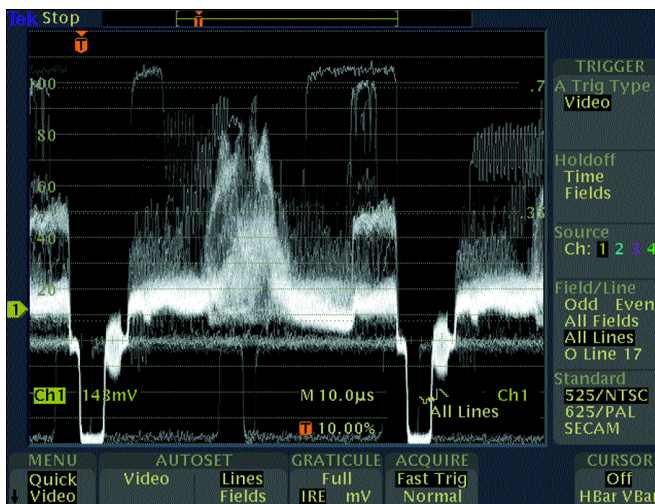 Tek Stop
T
T
TRIGGER
100
.7
A Trig Type
Video
80
Holdoff
Time
Fields
60
Source
Ch: 1 2 3 4
40
20
1
Field/Line
Odd Even
All Fields
All Lines
O Line 17
Standard
525/NTSC
625/PAL
SECAM
Ch1 143mV M 10.0µs Ch1
All Lines
T 10.00%
MENU AUTOSET GRATICULE ACQUIRE CURSOR
Quick Video Lines Full Fast Trig Off
Video Fields IRE mV Normal HBar VBar